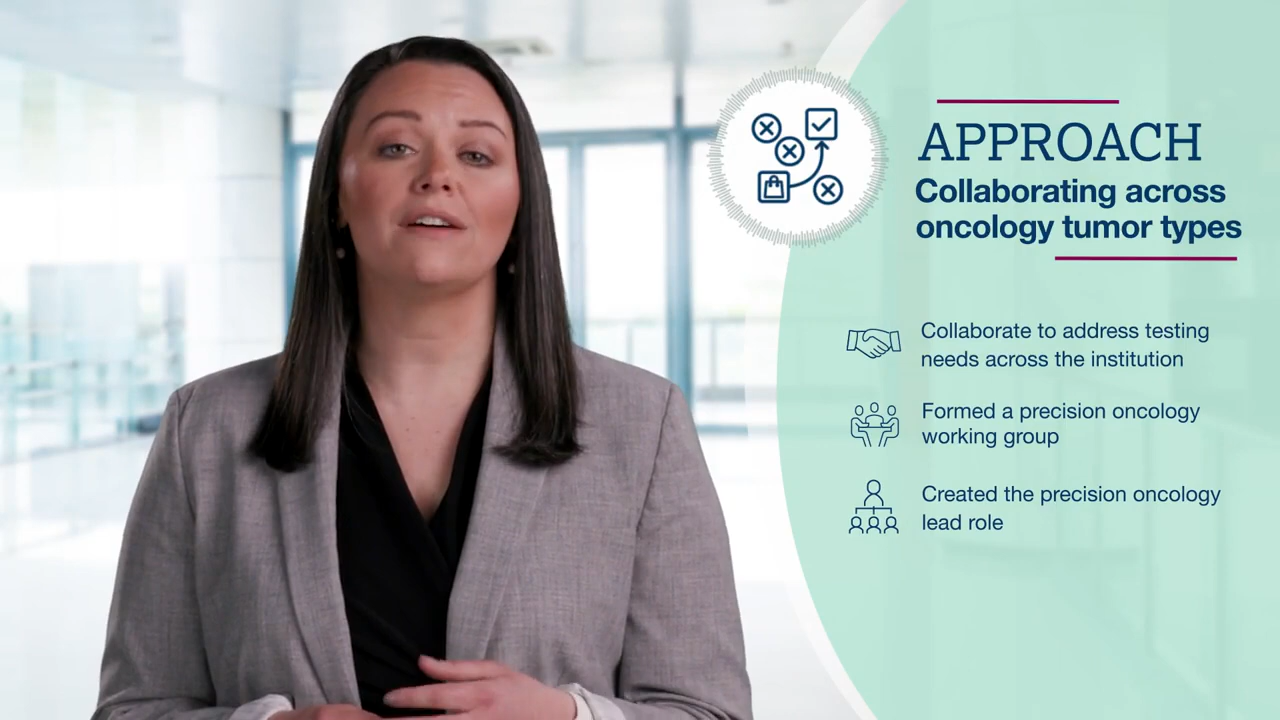 APPROACH
Collaborating across
oncology tumor types
Collaborate to address testing
needs across the institution
Formed a precision oncology
working group
Created the precision oncology
lead role